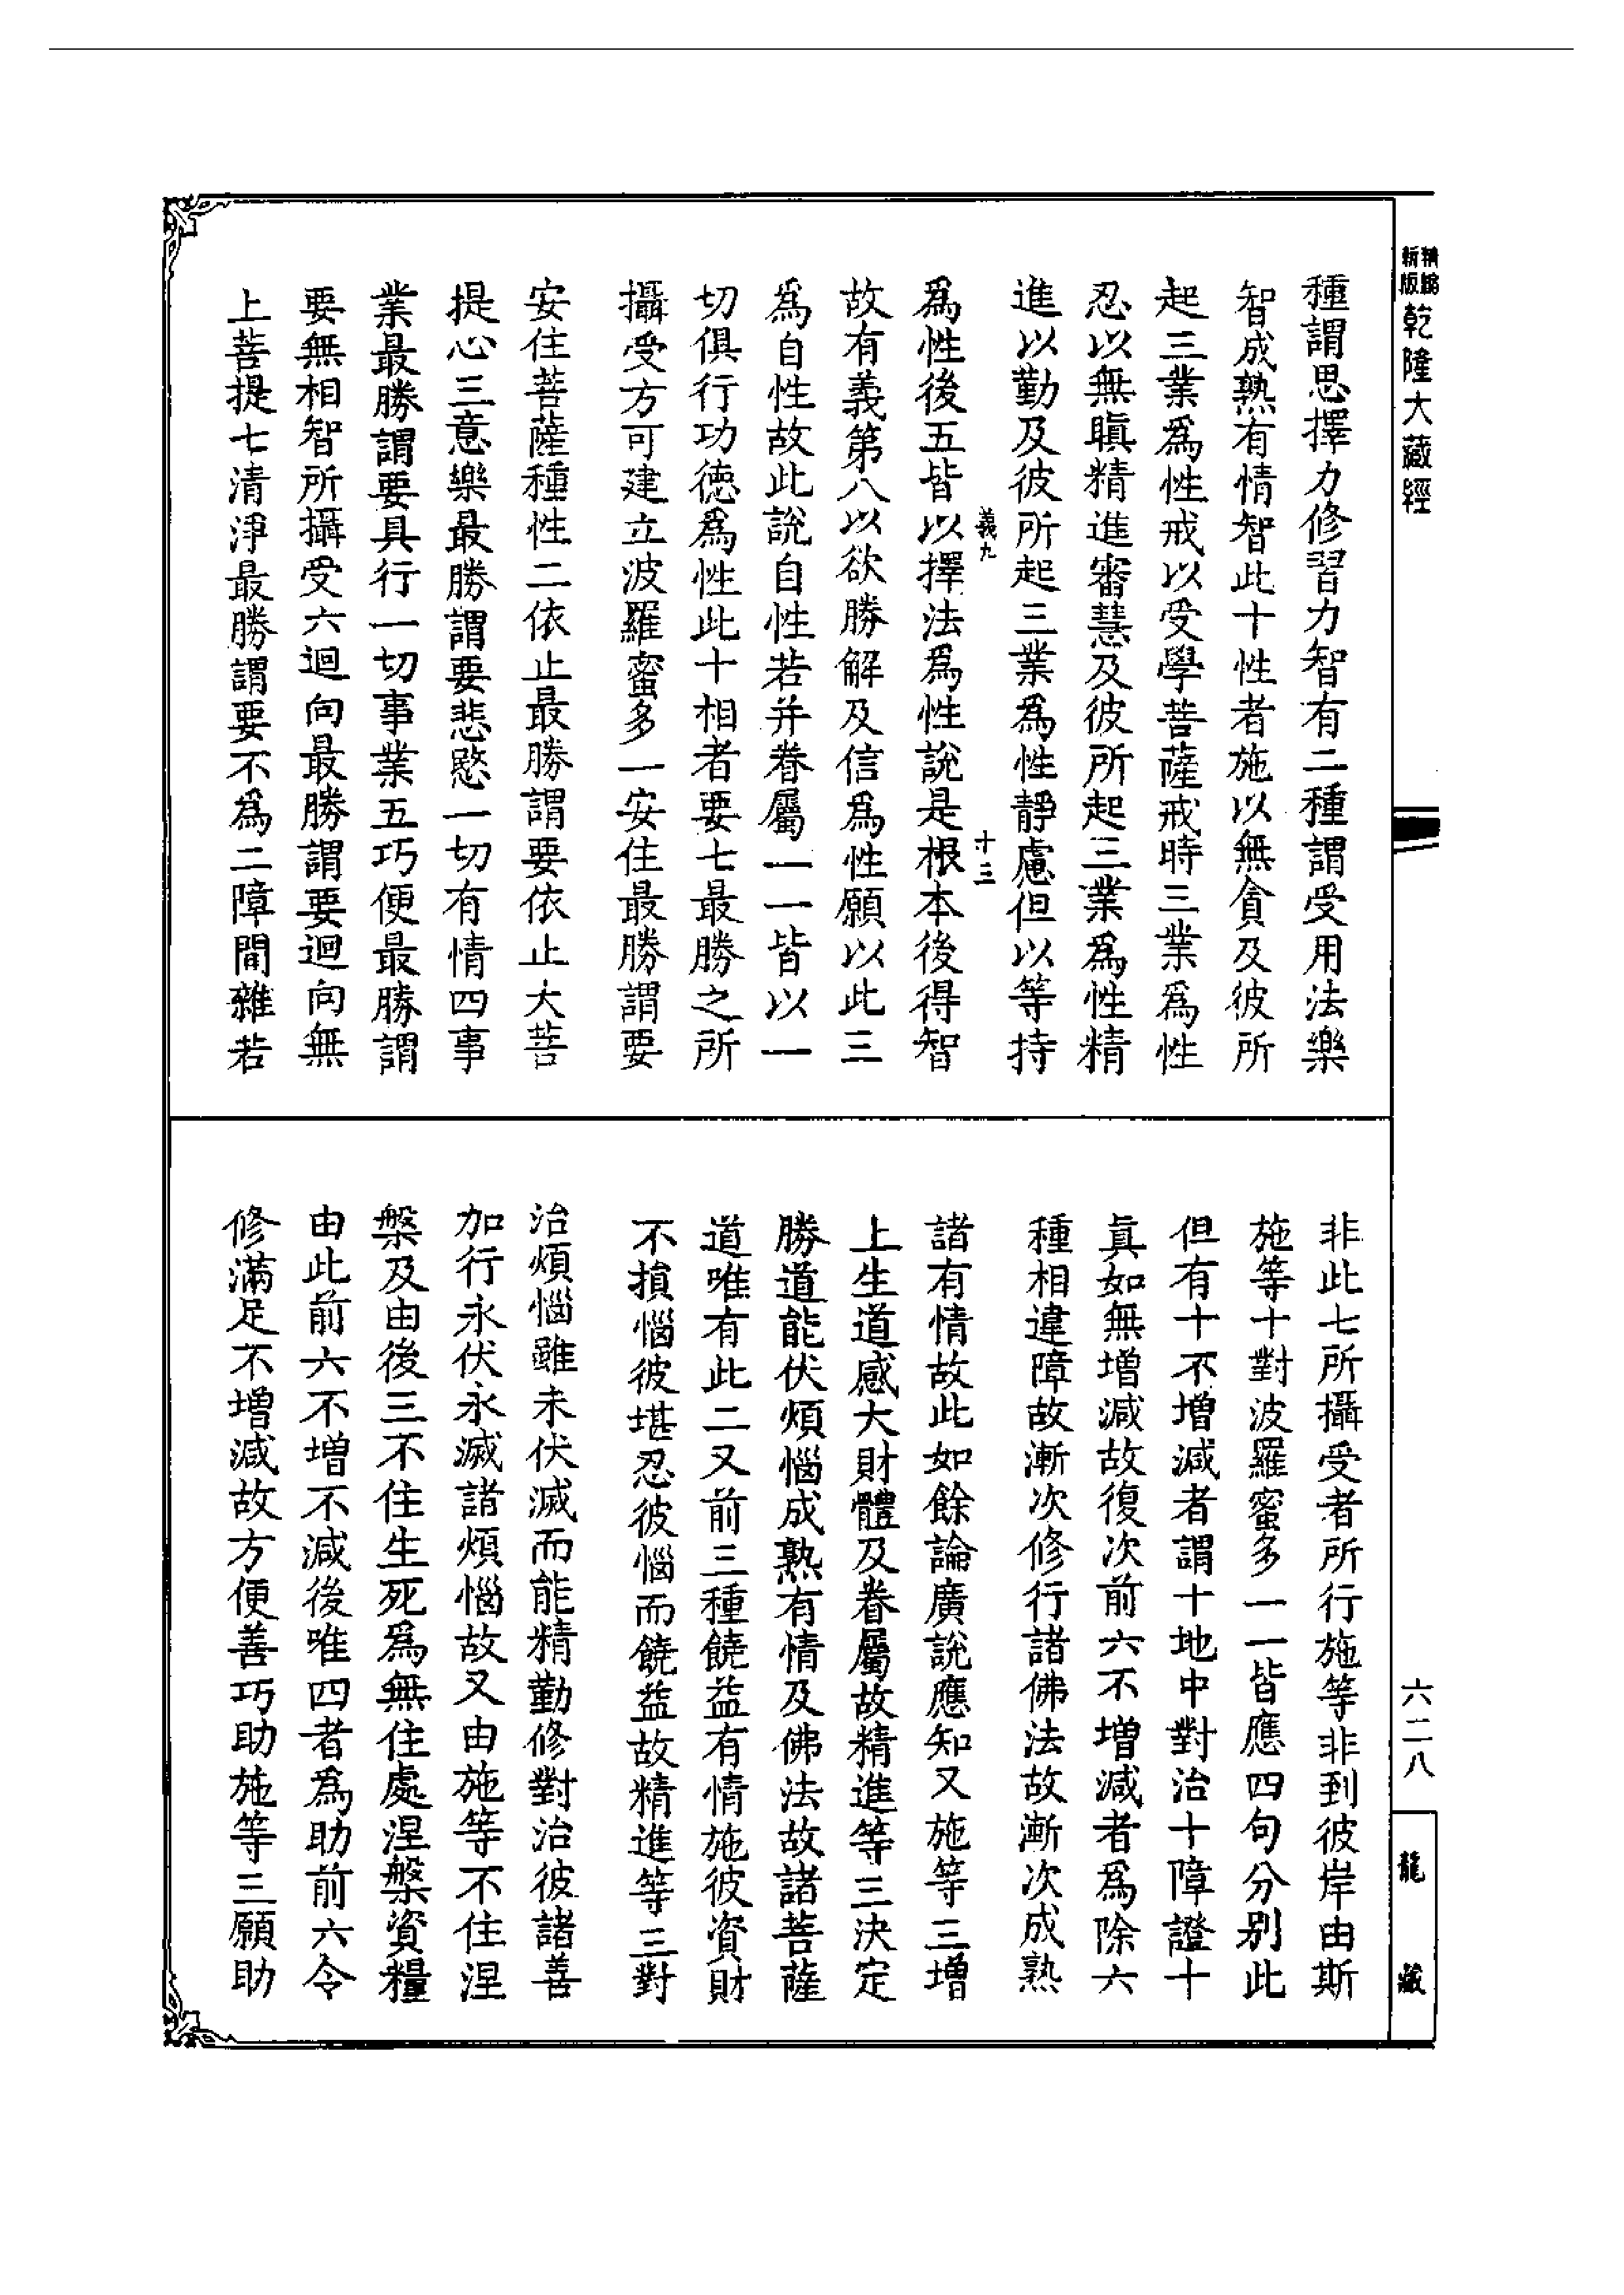 精編
新版
乾隆大藏經
種謂思擇力修習力智有二種謂受用法樂
智成熟有情智此十性者施以無貪及彼所
起三業爲性戒以受學菩薩戒時三業爲性
忍以無瞋精進審慧及彼所起三業爲性精
進以勤及彼所起三業爲性靜慮但以等持
義九 十三
爲性後五皆以擇法爲性說是根本後得智
故有義第八以欲勝解及信爲性願以此三
爲自性故此說自性若并眷屬一一皆以一
切俱行功德爲性此十相者要七最勝之所
攝受方可建立波羅蜜多一安住最勝謂要
安住菩薩種性二依止最勝謂要依止大菩
提心三意樂最勝謂要悲愍一切有情四事
業最勝謂要具行一切事業五巧便最勝謂
要無相智所攝受六迴向最勝謂要迴向無
上菩提七清淨最勝謂要不爲二障間雜若
非此七所攝受者所行施等非到彼岸由斯
施等十對波羅蜜多一一皆應四句分別此
但有十不增減者謂十地中對治十障證十
真如無增減故復次前六不增減者爲除六
種相違障故漸次修行諸佛法故漸次成熟
諸有情故此如餘論廣說應知又施等三增
上生道感大財體及眷屬故精進等三決定
勝道能伏煩惱成熟有情及佛法故諸菩薩
道唯有此二又前三種饒益有情施彼資財
不損惱彼堪忍彼惱而饒益故精進等三對
治煩惱雖未伏滅而能精勤修對治彼諸善
加行永伏永滅諸煩惱故又由施等不住涅
槃及由後三不住生死爲無住處涅槃資糧
由此前六不增不減後唯四者爲助前六令
修滿足不增減故方便善巧助施等三願助
六二八
龍藏